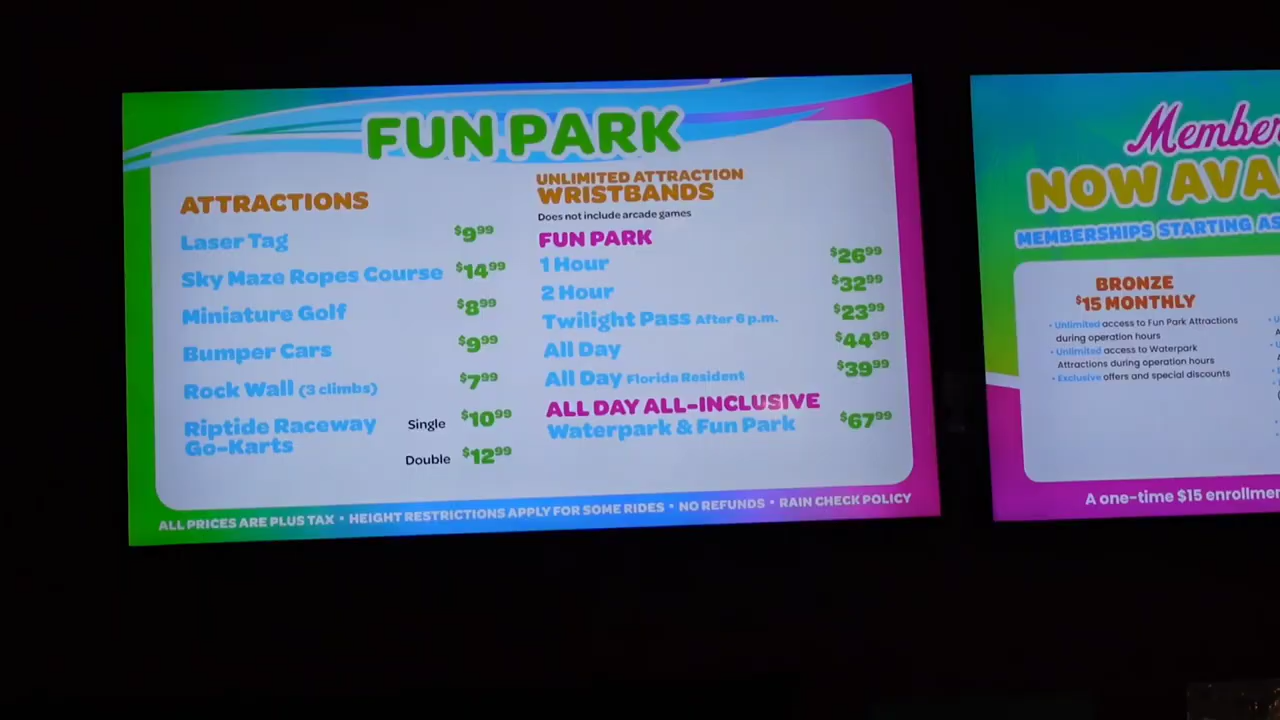 FUN PARK
ATTRACTIONS
Laser Tag $9.99
Sky Maze Ropes Course $14.99
Miniature Golf $8.99
Bumper Cars $9.99
Rock Wall (3 climbs) $7.99
Riptide Raceway
Go-Karts
Single $10.99
Double $12.99
UNLIMITED ATTRACTION
WRISTBANDS
Does not include arcade games
FUN PARK
1 Hour $26.99
2 Hour $32.99
Twilight Pass After 6 p.m. $23.99
All Day $44.99
All Day Florida Resident $39.99
ALL DAY ALL-INCLUSIVE
Waterpark & Fun Park $67.99
ALL PRICES ARE PLUS TAX • HEIGHT RESTRICTIONS APPLY FOR SOME RIDES • NO REFUNDS • RAIN CHECK POLICY
NOW
MEMBERSHIPS STARTING AS
BRONZE
$15 MONTHLY
• Unlimited access to Fun Park Attractions
during operation hours
• Unlimited access to Waterpark
Attractions during operation hours
• Exclusive offers and special discounts
A one-time $15